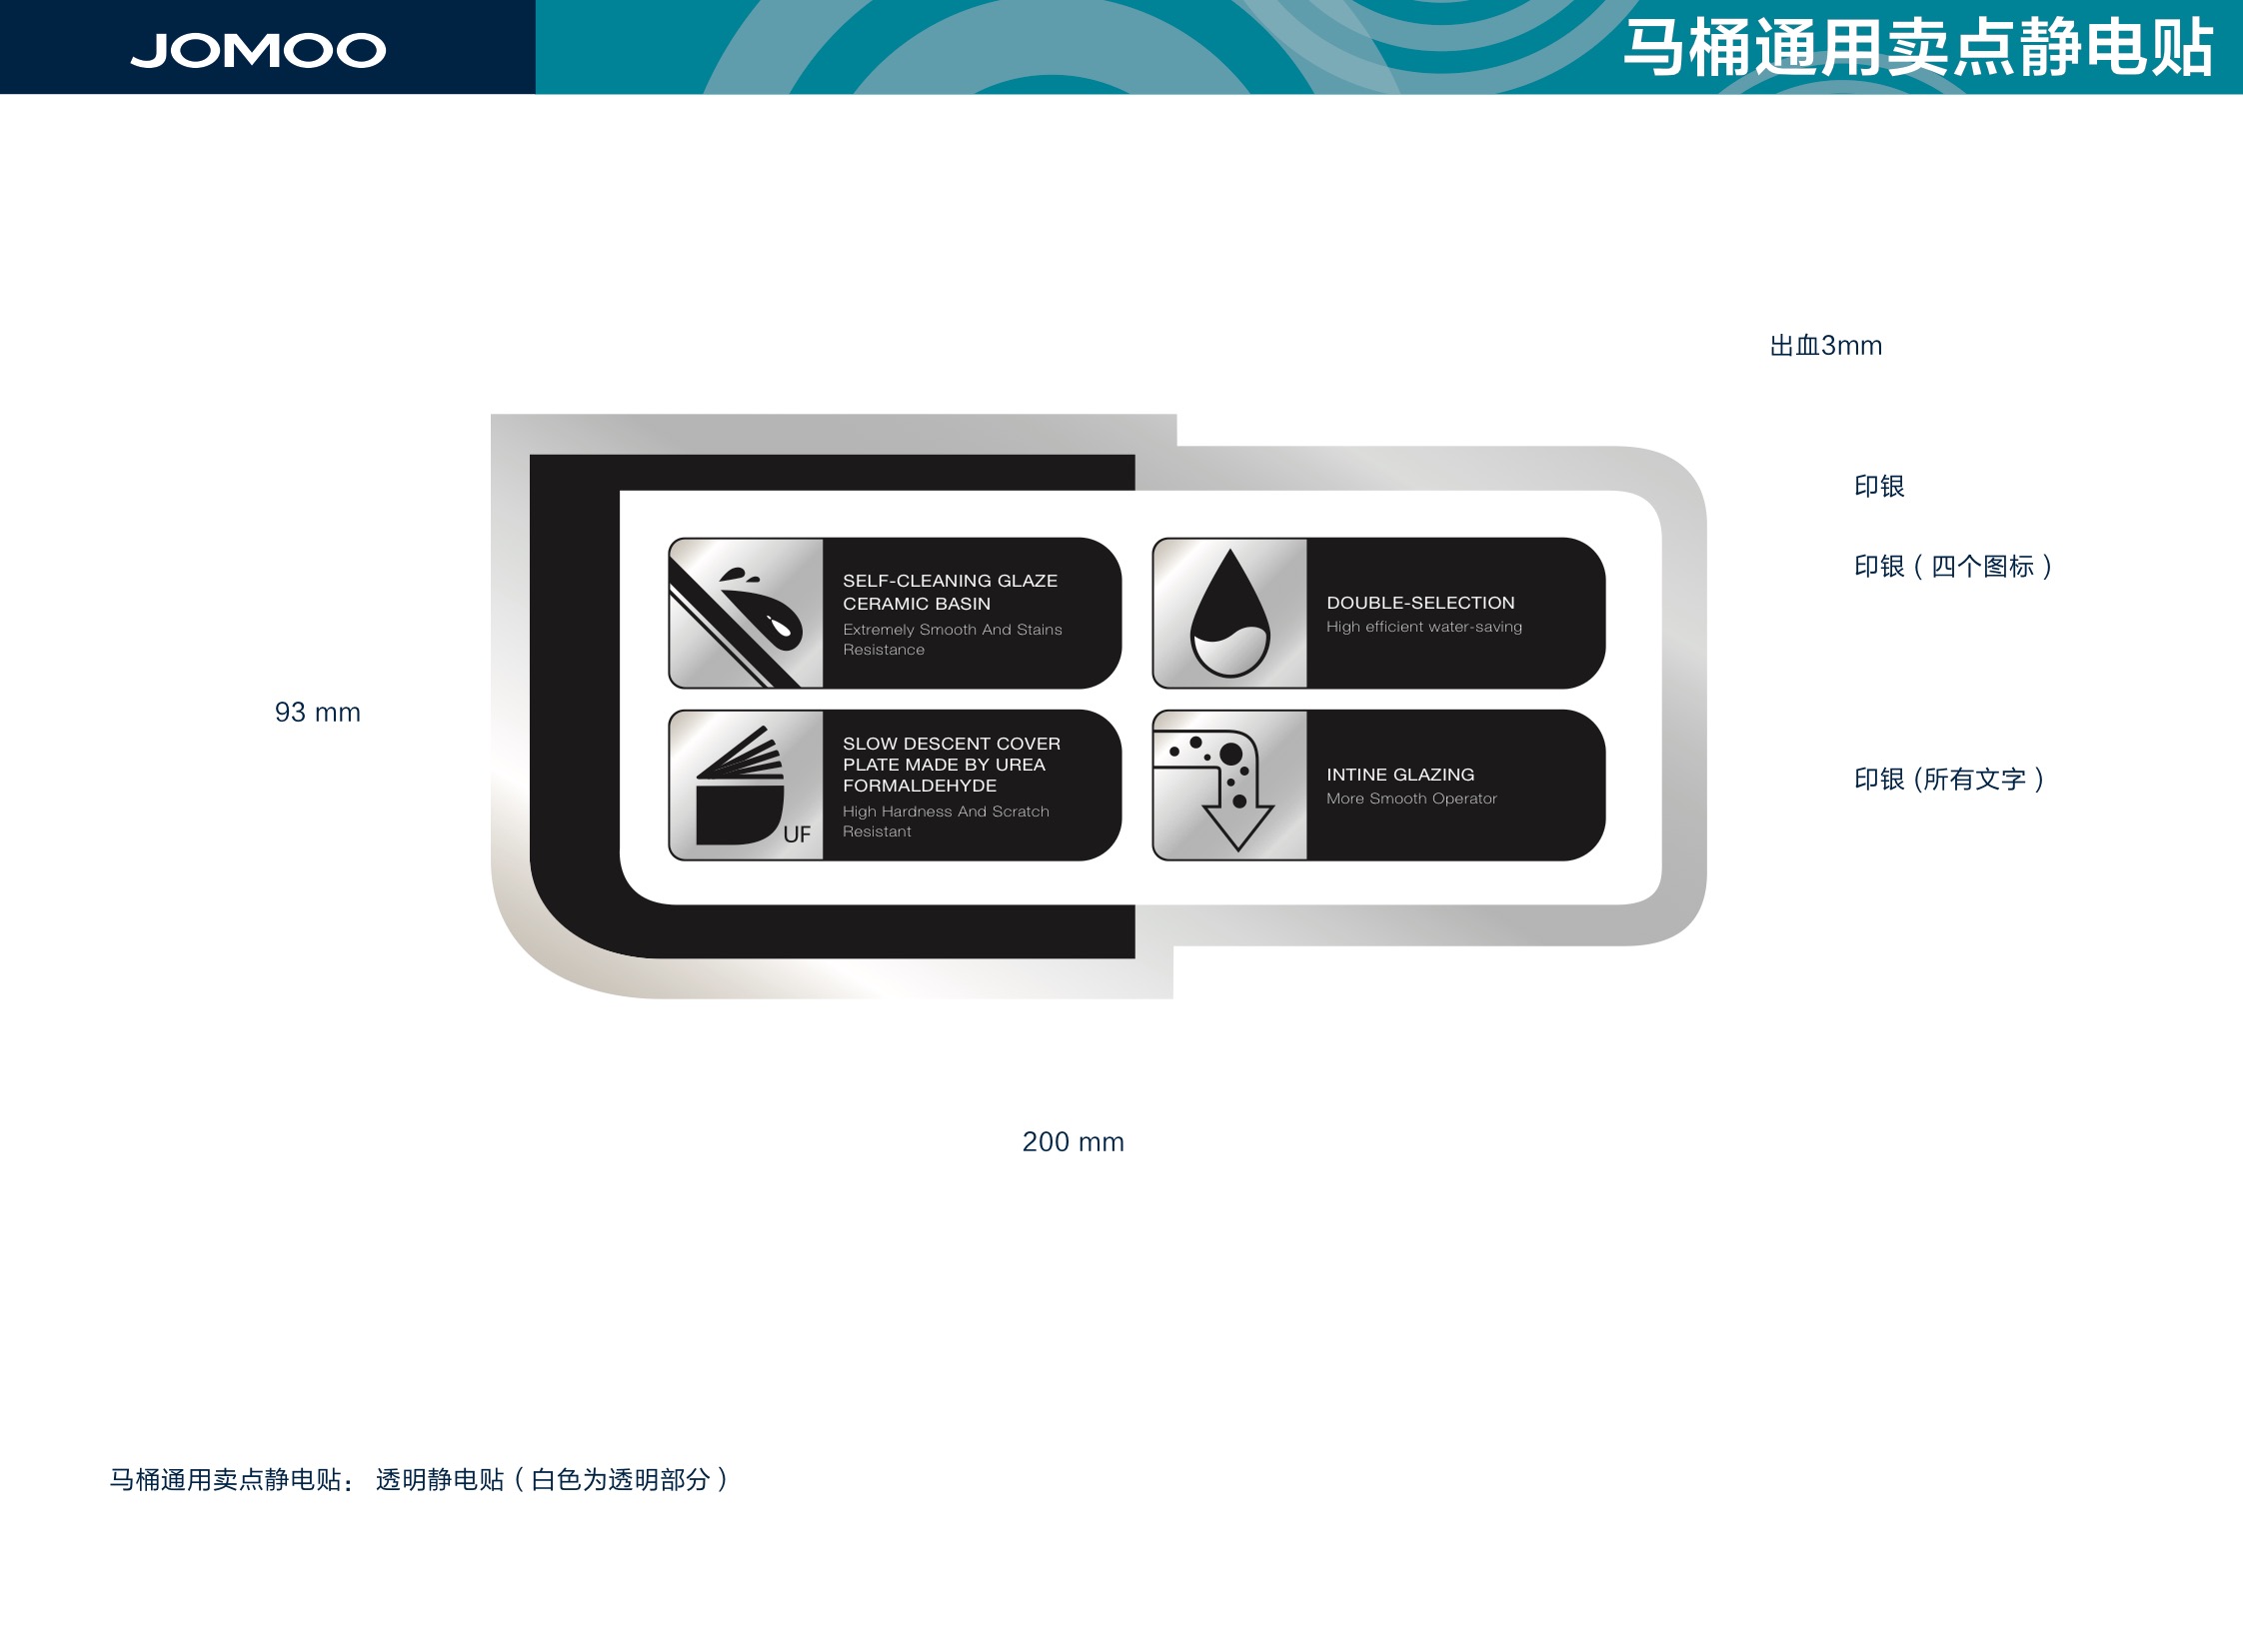 JOMOO
马桶通用卖点静电贴
出血3mm
印银
印银（四个图标）
SELF-CLEANING GLAZE
CERAMIC BASIN
Extremely Smooth And Stains
Resistance
DOUBLE-SELECTION
High efficient water-saving
93 mm
SLOW DESCENT COVER
PLATE MADE BY UREA
FORMALDEHYDE
High Hardness And Scratch
Resistant
UF
INTINE GLAZING
More Smooth Operator
印银 (所有文字 )
200 mm
马桶通用卖点静电贴： 透明静电贴（白色为透明部分）